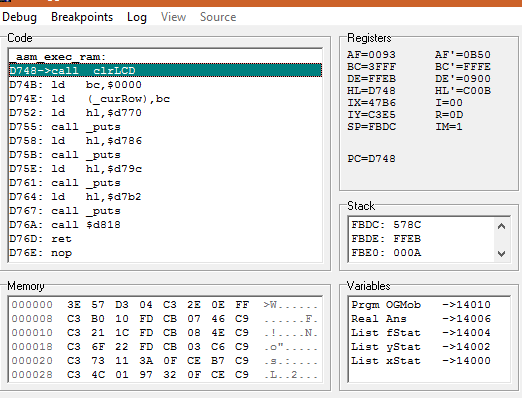 Debug Breakpoints Log View Source
Code
_asm_exec_ram:
D748->call _clrLCD
D74B: ld bc,$0000
D74E: ld (_curRow),bc
D752: ld hl,$d770
D755: call _puts
D758: ld hl,$d786
D75B: call _puts
D75E: ld hl,$d79c
D761: call _puts
D764: ld hl,$d7b2
D767: call _puts
D76A: call $d818
D76D: ret
D76E: nop
Registers
AF=0093 AF'=0B50
BC=3FFF BC'=FFFE
DE=FFEB DE'=0900
HL=D748 HL'=C00B
IX=47B6 I=00
IY=C3E5 R=0D
SP=FBDC IM=1
PC=D748
Stack
FBDC: 578C
FBDE: FFEB
FBE0: 000A
Memory
000000 3E 57 D3 04 C3 2E 0E FF >W......
000008 C3 B0 10 FD CB 07 46 C9 ......F.
000010 C3 21 1C FD CB 08 4E C9 .!....N.
000018 C3 6F 22 FD CB 03 C6 C9 .o".....
000020 C3 73 11 3A 0F CE B7 C9 .s.:....
000028 C3 4C 01 97 32 0F CE C9 .L..2...
Variables
Prgm OGMob ->14010
Real Ans ->14006
List fStat ->14004
List yStat ->14002
List xStat ->14000